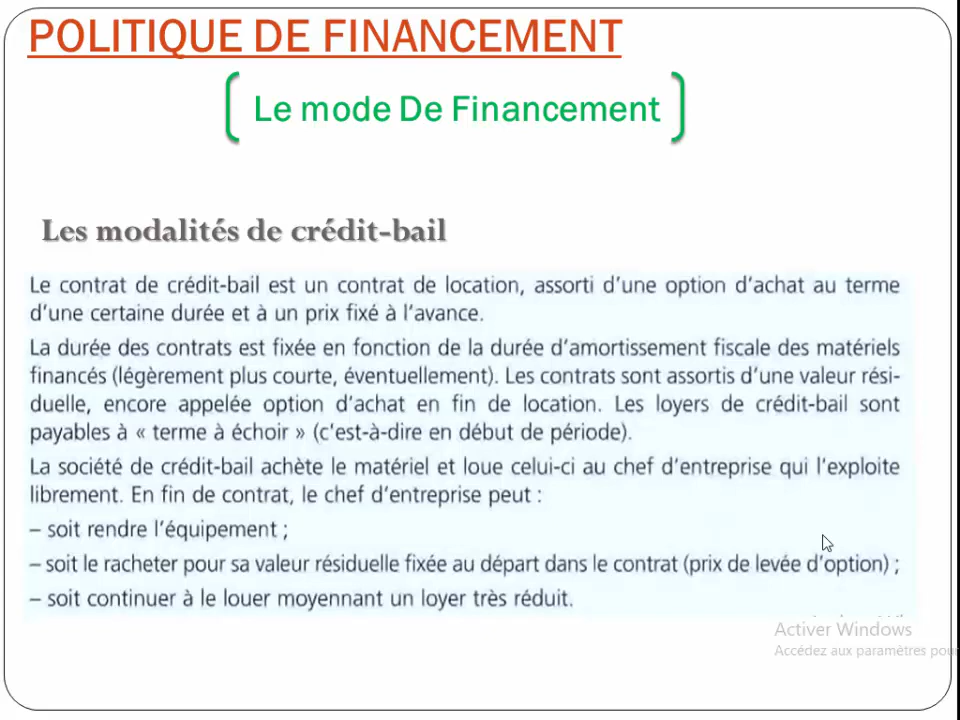 POLITIQUE DE FINANCEMENT
Le mode De Financement
Les modalités de crédit-bail
Le contrat de crédit-bail est un contrat de location, assorti d'une option d'achat au terme
d'une certaine durée et à un prix fixé à l'avance.
La durée des contrats est fixée en fonction de la durée d'amortissement fiscale des matériels
financés (légèrement plus courte, éventuellement). Les contrats sont assortis d'une valeur rési-
duelle, encore appelée option d'achat en fin de location. Les loyers de crédit-bail sont
payables à « terme à échoir » (c'est-à-dire en début de période).
La société de crédit-bail achète le matériel et loue celui-ci au chef d'entreprise qui l'exploite
librement. En fin de contrat, le chef d'entreprise peut :
– soit rendre l'équipement ;
– soit le racheter pour sa valeur résiduelle fixée au départ dans le contrat (prix de levée d'option) ;
– soit continuer à le louer moyennant un loyer très réduit.
Activer Windows
Accédez aux paramètres pour